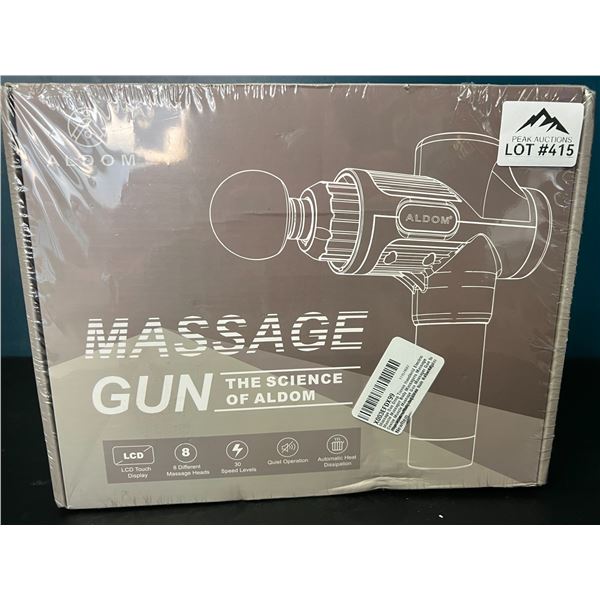 ALDOM
PEAK AUCTIONS
LOT #415
ALDOM
MASSAGE
GUN
THE SCIENCE
OF ALDOM
LCD
LCD Touch
Display
8
8 Different
Massage Heads
30
Speed Levels
Quiet Operation
Automatic Heat
Dissipation